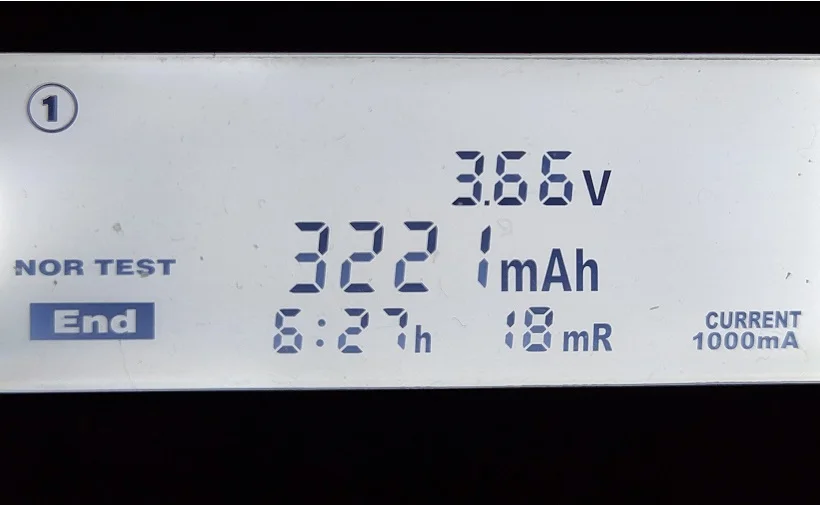 1
3.66V
3221mAh
NOR TEST
End
6:27h 18mR
CURRENT
1000mA